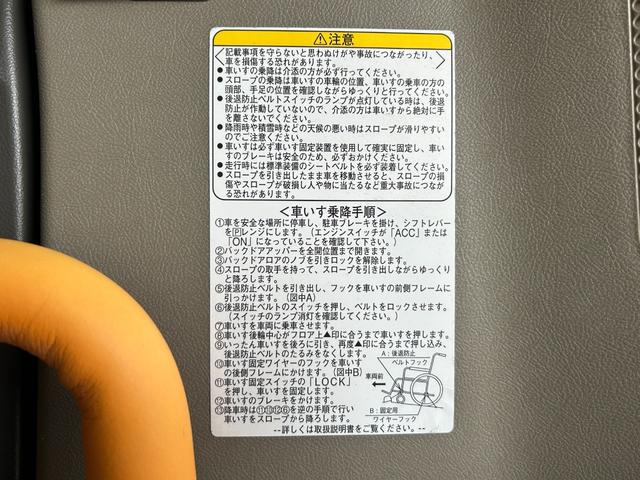 ⚠注意
記載事項を守らないと思わぬけがや事故につながったり、
車を損傷する恐れがあります。
●車いすの乗降は介添の方が必ず行ってください。
●スロープの乗降は車いすの車輪の位置、車いすの乗車の方の
頭部、手足の位置を確認しながらゆっくりと行ってください。
●後退防止ベルトスイッチのランプが点灯している時は、後退
防止が作動していないので、介添の方は車いすから絶対に手
を離さないでください。
●降雨時や積雪時などの天候の悪い時はスロープが滑りやすい
のでご注意ください。
●車いすは必ず車いす固定装置を使用して確実に固定し、車い
すのブレーキは安全のため、必ずおかけください。
●走行時には標準装備のシートベルトを必ず装着してください。
●スロープを引き出したまま車を移動させると、スロープの損
傷やスロープが破損し人や物に当たるなど重大事故につなが
る恐れがあります。
＜車いす乗降手順＞
①車を安全な場所に停車し、駐車ブレーキを掛け、シフトレバー
を🄿レンジにします。（エンジンスイッチが「ACC」または
「ON」になっていることを確認して下さい。）
②バックドアアッパーを全開位置まで開きます。
③バックドアロアのノブを引きロックを解除します。
④スロープの取手を持って、スロープを引き出しながらゆっくり
と降ろします。
⑤後退防止ベルトを引き出し、フックを車いすの前側フレームに
引っかけます。（図中A）
⑥後退防止ベルトのスイッチを押し、ベルトをロックさせます。
（スイッチのランプ消灯を確認してください。）
⑦車いすを車両に乗車させます。
⑧車いす後輪中心がフロア上▲印に合うまで車いすを押します。
⑨いったん車いすを後ろに引き、再度▲印に合うまで押し込み、
後退防止ベルトのたるみをなくします。
⑩車いす固定ワイヤーのフックを車いす
の後側フレームにかけます。（図中B）
⑪車いす固定スイッチの「LOCK」
を押し、車いすを固定します。
⑫車いすのブレーキをかけます。
⑬降車時は⑪⑩⑫⑥を逆の手順で行い
車いすをスロープから降ろします。
A：後退防止
ベルトフック
車両前
B：固定用
ワイヤーフック
--詳しくは取扱説明書をご覧ください。--